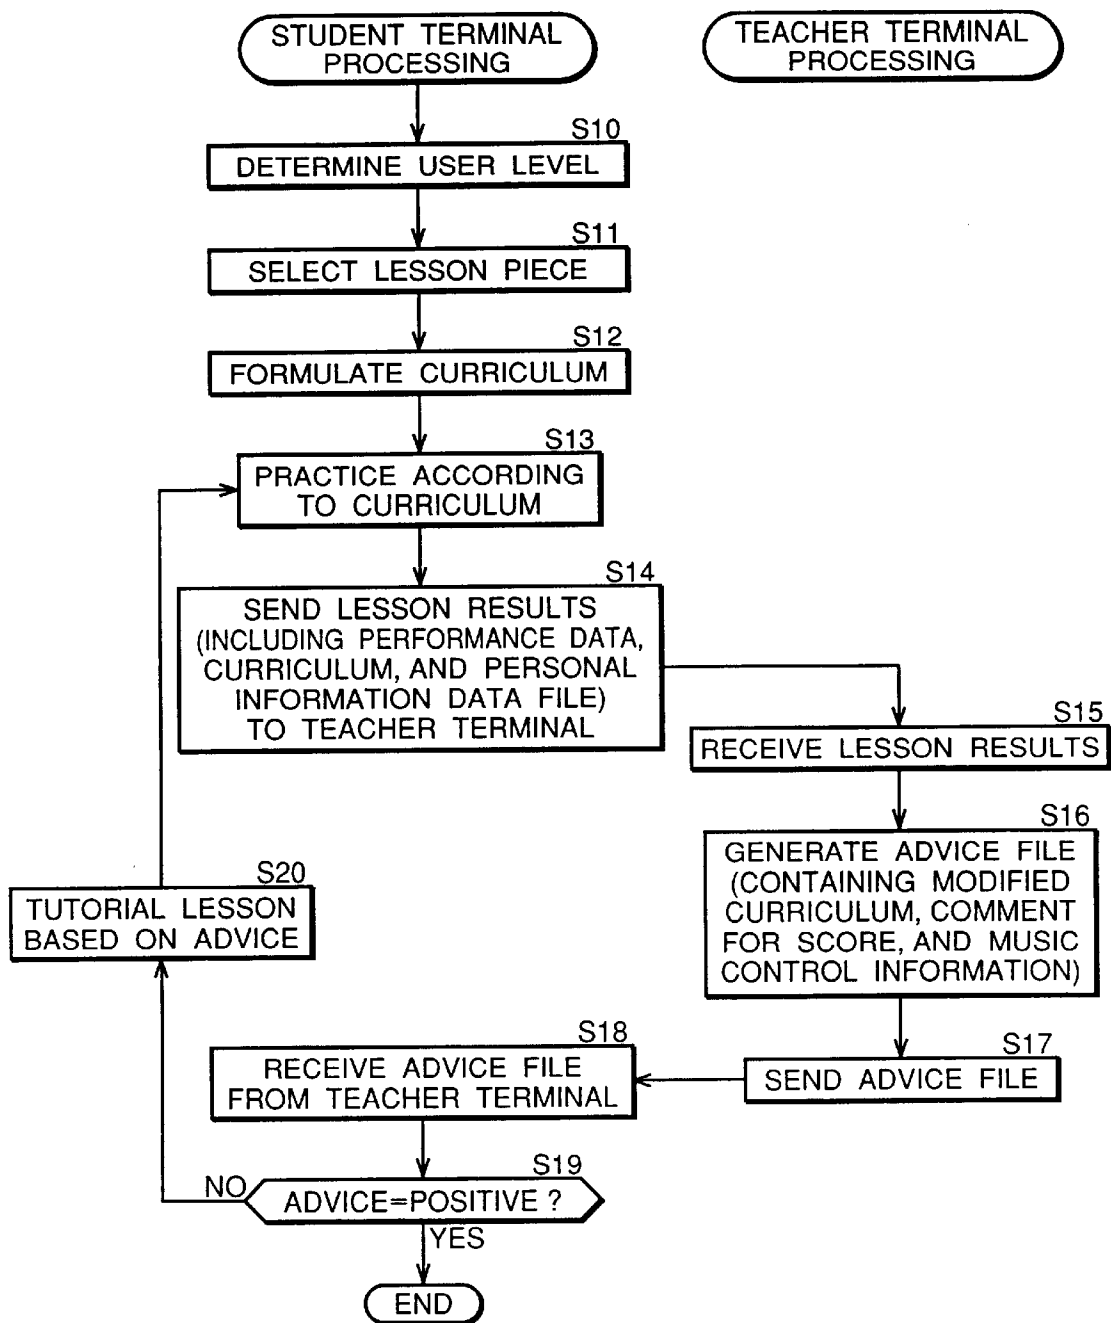 STUDENT TERMINAL
PROCESSING
TEACHER TERMINAL
PROCESSING
S10
DETERMINE USER LEVEL
S11
SELECT LESSON PIECE
S12
FORMULATE CURRICULUM
S13
PRACTICE ACCORDING
TO CURRICULUM
S14
SEND LESSON RESULTS
(INCLUDING PERFORMANCE DATA,
CURRICULUM, AND PERSONAL
INFORMATION DATA FILE)
TO TEACHER TERMINAL
S15
RECEIVE LESSON RESULTS
S16
GENERATE ADVICE FILE
(CONTAINING MODIFIED
CURRICULUM, COMMENT
FOR SCORE, AND MUSIC
CONTROL INFORMATION)
S17
SEND ADVICE FILE
S18
RECEIVE ADVICE FILE
FROM TEACHER TERMINAL
S19
ADVICE=POSITIVE ?
NO
YES
S20
TUTORIAL LESSON
BASED ON ADVICE
END